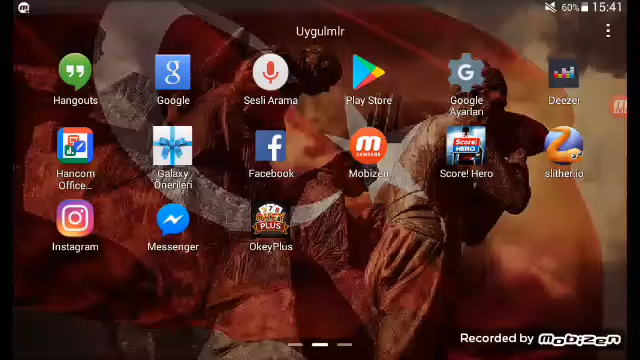 60% 15:41
Uygulmlr
Hangouts
Google
Sesli Arama
Play Store
Google
Ayarları
Deezer
Hancom
Office...
Galaxy
Önerileri
Facebook
Mobizen
Score! Hero
slither.io
Instagram
Messenger
OkeyPlus
Recorded by Mobizen